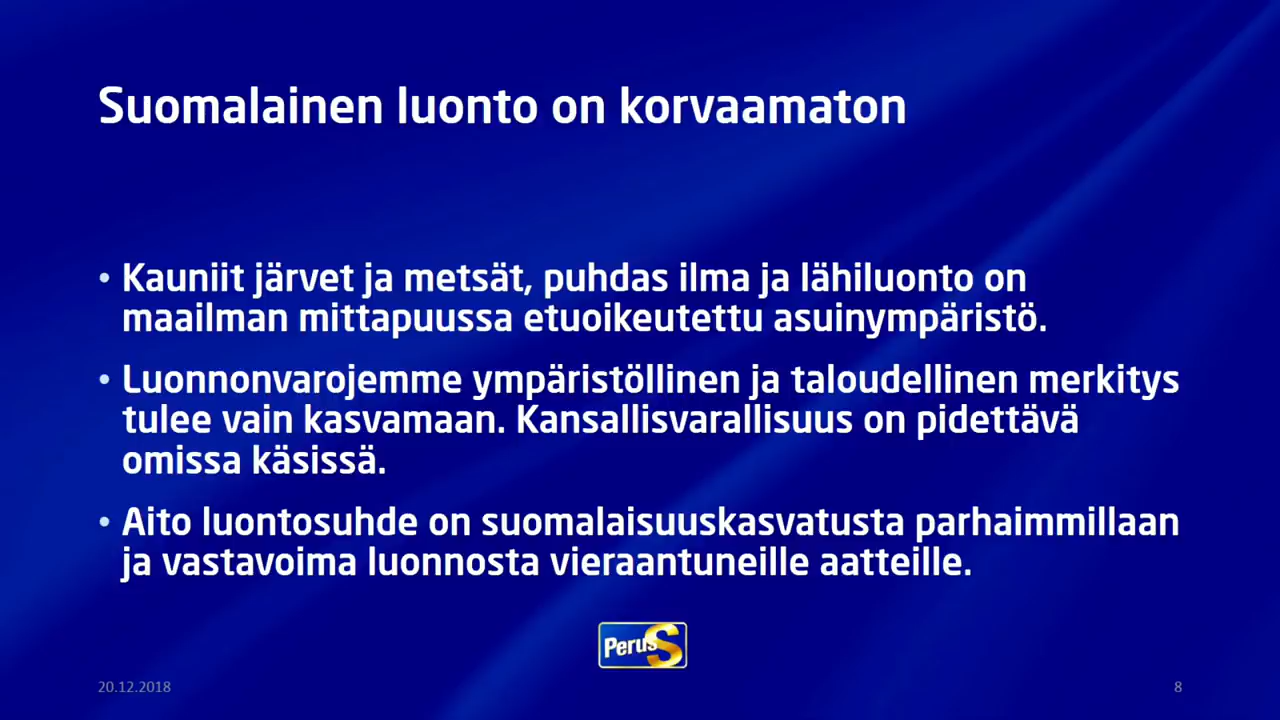 Suomalainen luonto on korvaamaton
• Kauniit järvet ja metsät, puhdas ilma ja lähiluonto on
maailman mittapuussa etuoikeutettu asuinympäristö.
• Luonnonvarojemme ympäristöllinen ja taloudellinen merkitys
tulee vain kasvamaan. Kansallisvarallisuus on pidettävä
omissa käsissä.
• Aito luontosuhde on suomalaisuuskasvatusta parhaimmillaan
ja vastavoima luonnosta vieraantuneille aatteille.
PerusS
20.12.2018
8